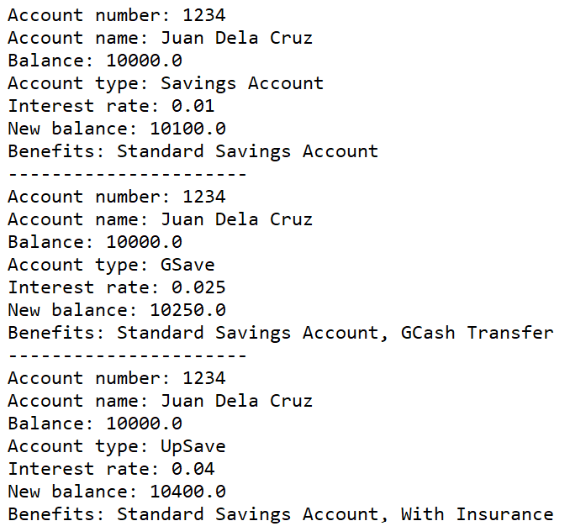 Account number: 1234
Account name: Juan Dela Cruz
Balance: 10000.0
Account type: Savings Account
Interest rate: 0.01
New balance: 10100.0
Benefits: Standard Savings Account
----------------------
Account number: 1234
Account name: Juan Dela Cruz
Balance: 10000.0
Account type: GSave
Interest rate: 0.025
New balance: 10250.0
Benefits: Standard Savings Account, GCash Transfer
----------------------
Account number: 1234
Account name: Juan Dela Cruz
Balance: 10000.0
Account type: UpSave
Interest rate: 0.04
New balance: 10400.0
Benefits: Standard Savings Account, With Insurance